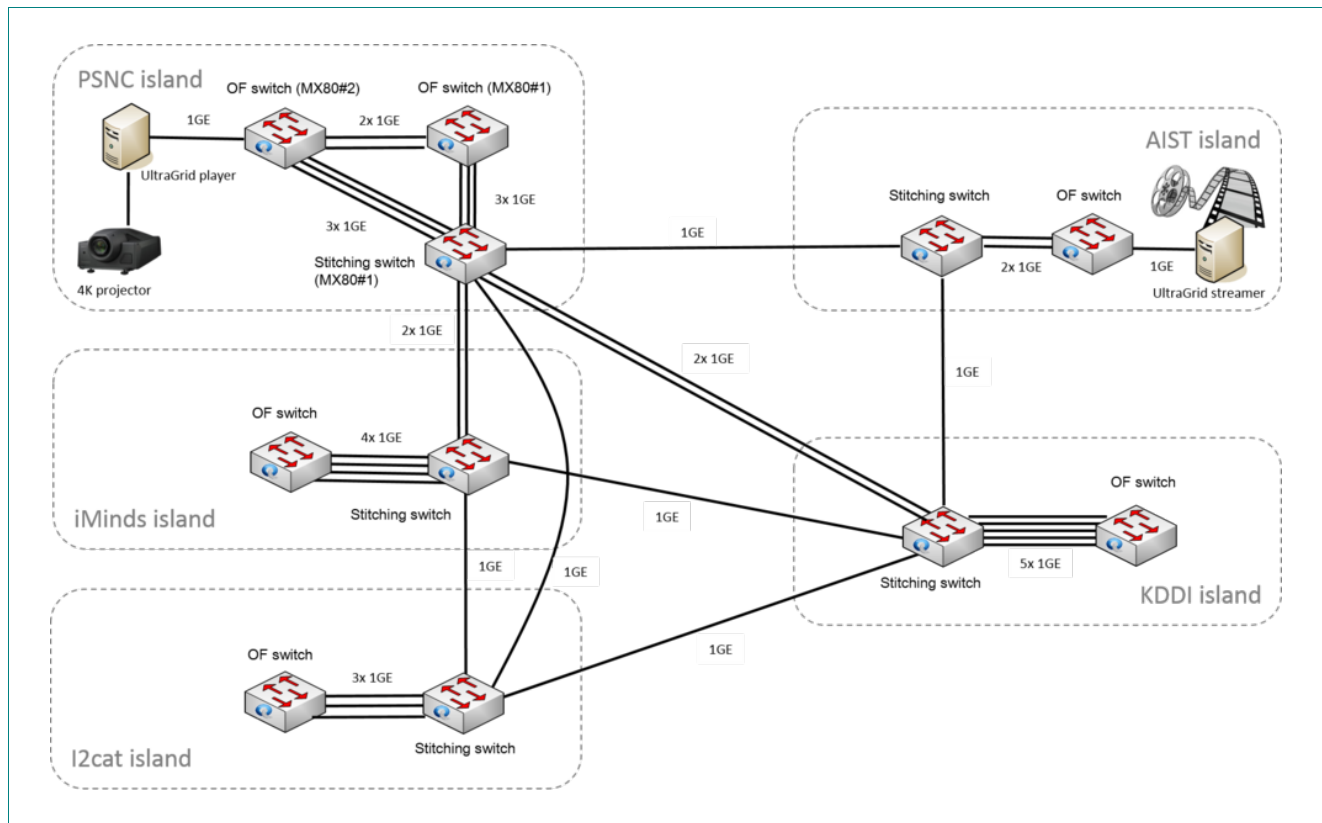 PSNC island
OF switch (MX80#2)
OF switch (MX80#1)
1GE
2x 1GE
UltraGrid player
3x 1GE
3x 1GE
4K projector
Stitching switch
(MX80#1)
1GE
AIST island
Stitching switch
OF switch
2x 1GE
1GE
UltraGrid streamer
2x 1GE
2x 1GE
1GE
OF switch
4x 1GE
Stitching switch
iMinds island
1GE
OF switch
Stitching switch
5x 1GE
KDDI island
1GE
1GE
1GE
OF switch
3x 1GE
Stitching switch
I2cat island